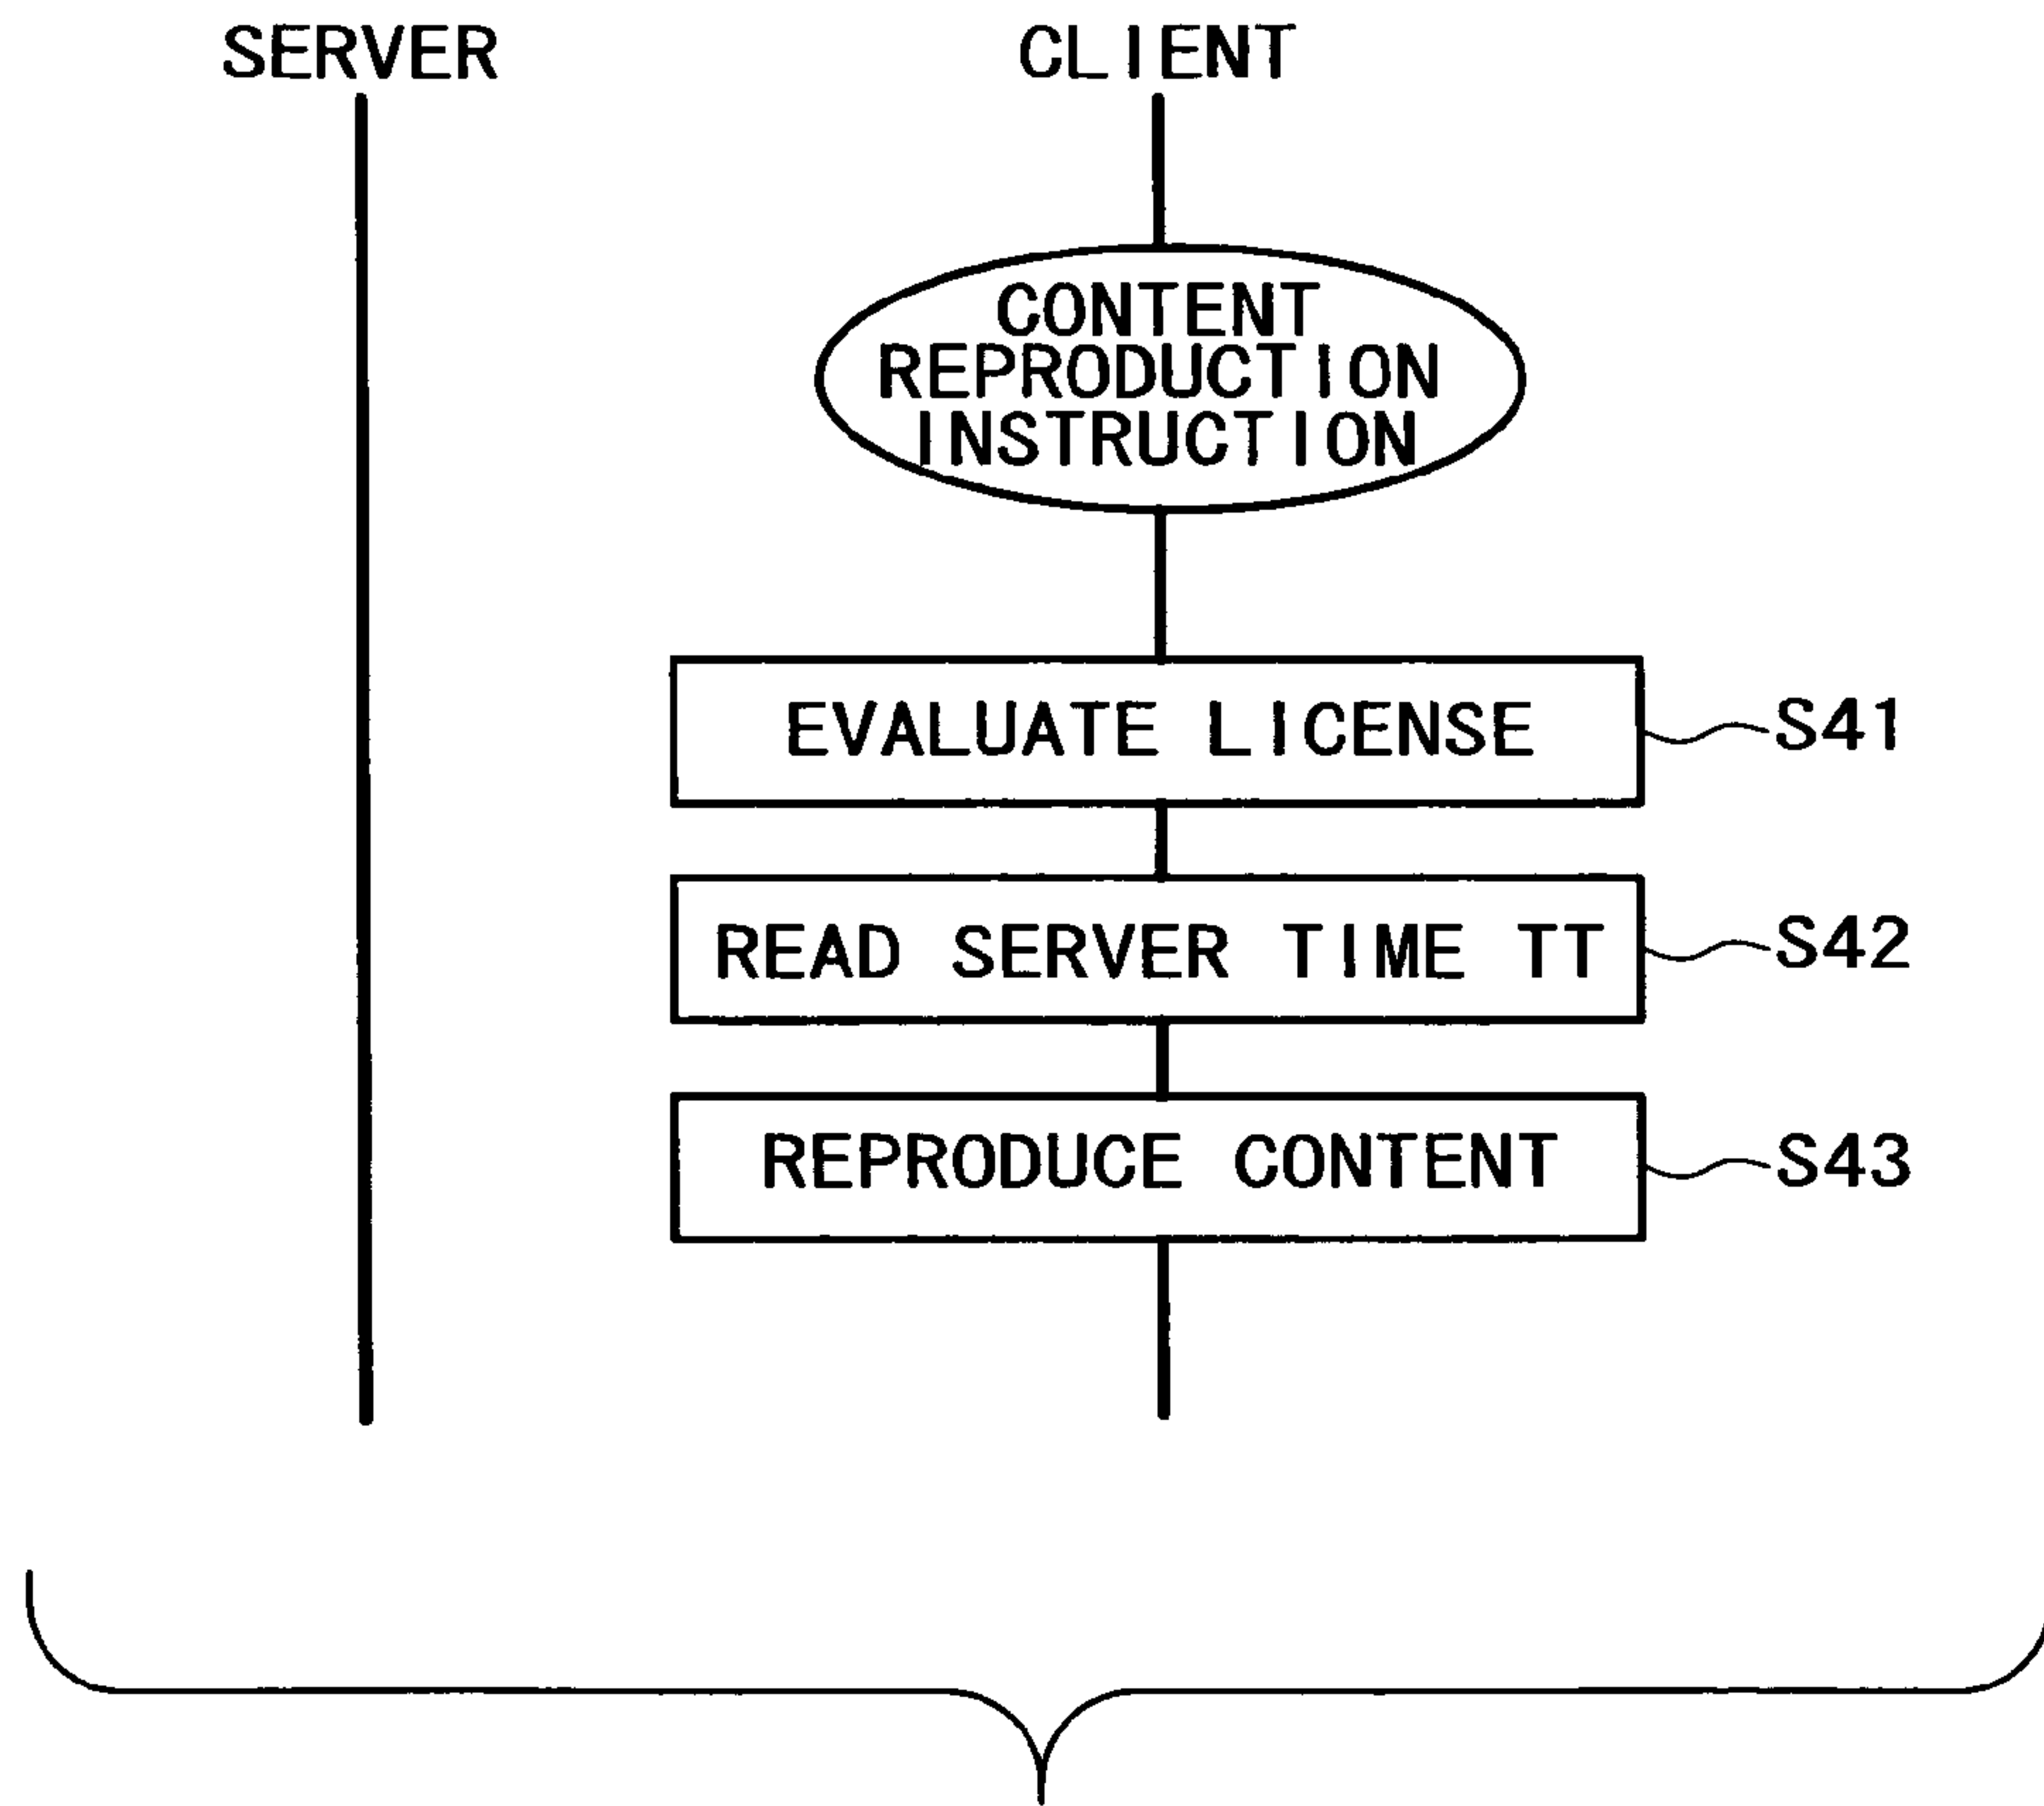 SERVER
CLIENT
CONTENT
REPRODUCTION
INSTRUCTION
EVALUATE LICENSE
S41
READ SERVER TIME TT
S42
REPRODUCE CONTENT
S43